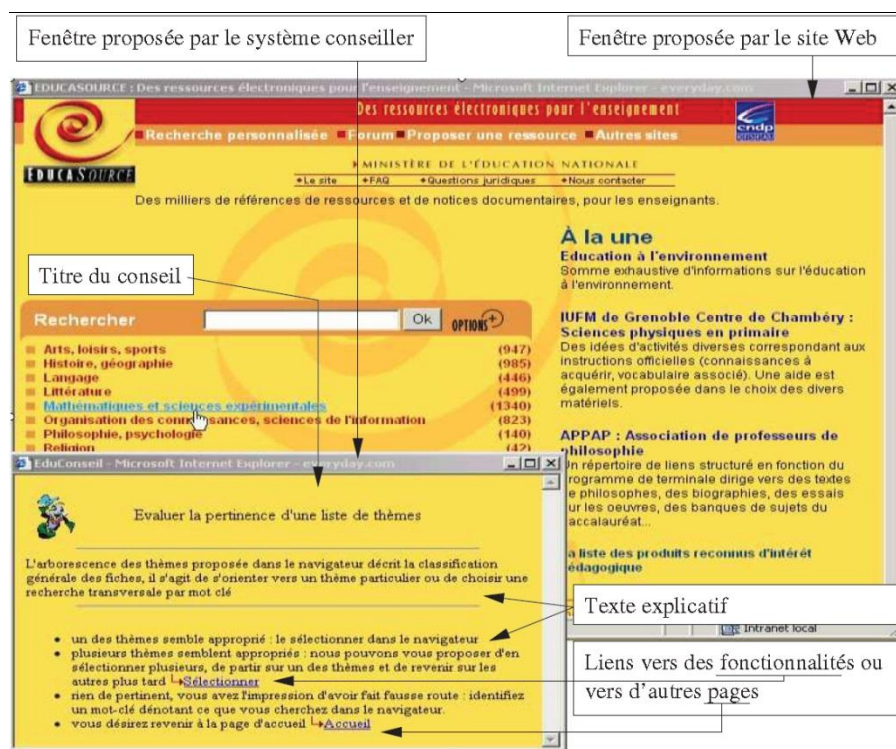 Fenêtre proposée par le système conseiller
Fenêtre proposée par le site Web
EDUCASOURCE : Des ressources électroniques pour l'enseignement - Microsoft Internet Explorer - everyday.com
Des ressources électroniques pour l'enseignement
cndp
Recherche personnalisée Forum Proposer une ressource Autres sites
MINISTÈRE DE L'ÉDUCATION NATIONALE
EDUCASOURCE
Le site FAQ Questions juridiques Nous contacter
Des milliers de références de ressources et de notices documentaires, pour les enseignants.
Titre du conseil
Rechercher Ok OPTIONS
Arts, loisirs, sports (947)
Histoire, géographie (985)
Langage (446)
Littérature (499)
Mathématiques et sciences expérimentales (1340)
Organisation des connaissances, sciences de l'information (823)
Philosophie, psychologie (140)
Religion (42)
À la une
Education à l'environnement
Somme exhaustive d'informations sur l'éducation
à l'environnement.
IUFM de Grenoble Centre de Chambéry :
Sciences physiques en primaire
Des idées d'activités diverses correspondant aux
instructions officielles (connaissances à
acquérir, vocabulaire associé). Une aide est
également proposée dans le choix des divers
matériels.
APPAP : Association de professeurs de
philosophie
Un répertoire de liens structuré en fonction du
programme de terminale dirige vers des textes
de philosophes, des biographies, des essais
sur les oeuvres, des banques de sujets du
baccalauréat...
la liste des produits reconnus d'intérêt
pédagogique
Intranet local
EduConseil - Microsoft Internet Explorer - everyday.com
Evaluer la pertinence d'une liste de thèmes
L'arborescence des thèmes proposée dans le navigateur décrit la classification
générale des fiches, il s'agit de s'orienter vers un thème particulier ou de choisir une
recherche transversale par mot clé
un des thèmes semble approprié : le sélectionner dans le navigateur
plusieurs thèmes semblent appropriés : nous pouvons vous proposer d'en
sélectionner plusieurs, de partir sur un des thèmes et de revenir sur les
autres plus tard Sélectionner
rien de pertinent, vous avez l'impression d'avoir fait fausse route : identifiez
un mot-clé dénotant ce que vous cherchez dans le navigateur.
vous désirez revenir à la page d'accueil Accueil
Texte explicatif
Liens vers des fonctionnalités ou
vers d'autres pages